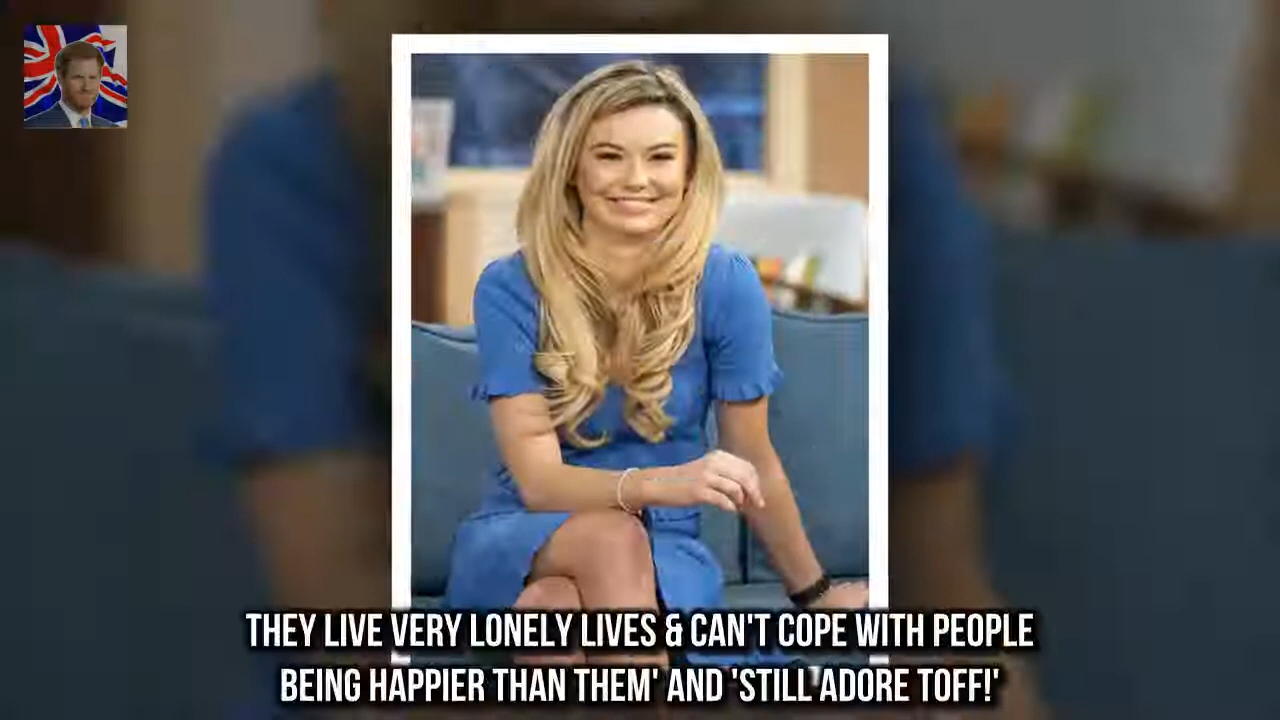 THEY LIVE VERY LONELY LIVES & CAN'T COPE WITH PEOPLE
BEING HAPPIER THAN THEM' AND 'STILL ADORE TOFF!'